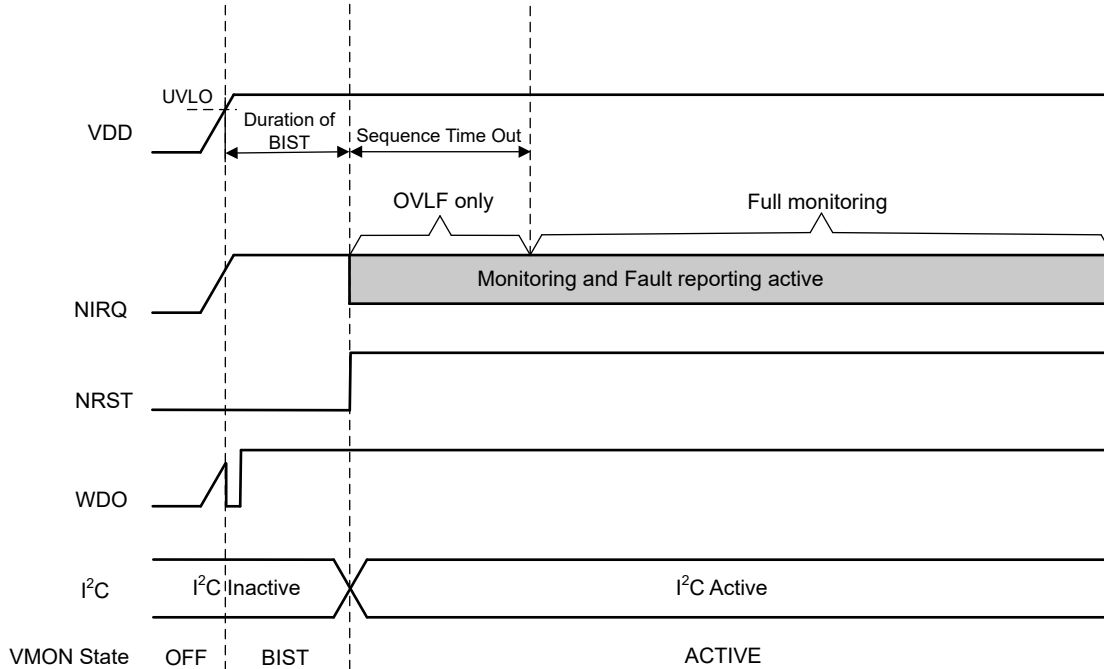 UVLO
VDD
Duration of
BIST
Sequence Time Out
OVLF only
Full monitoring
Monitoring and Fault reporting active
NIRQ
NRST
WDO
I²C
I²C Inactive
I²C Active
VMON State
OFF
BIST
ACTIVE